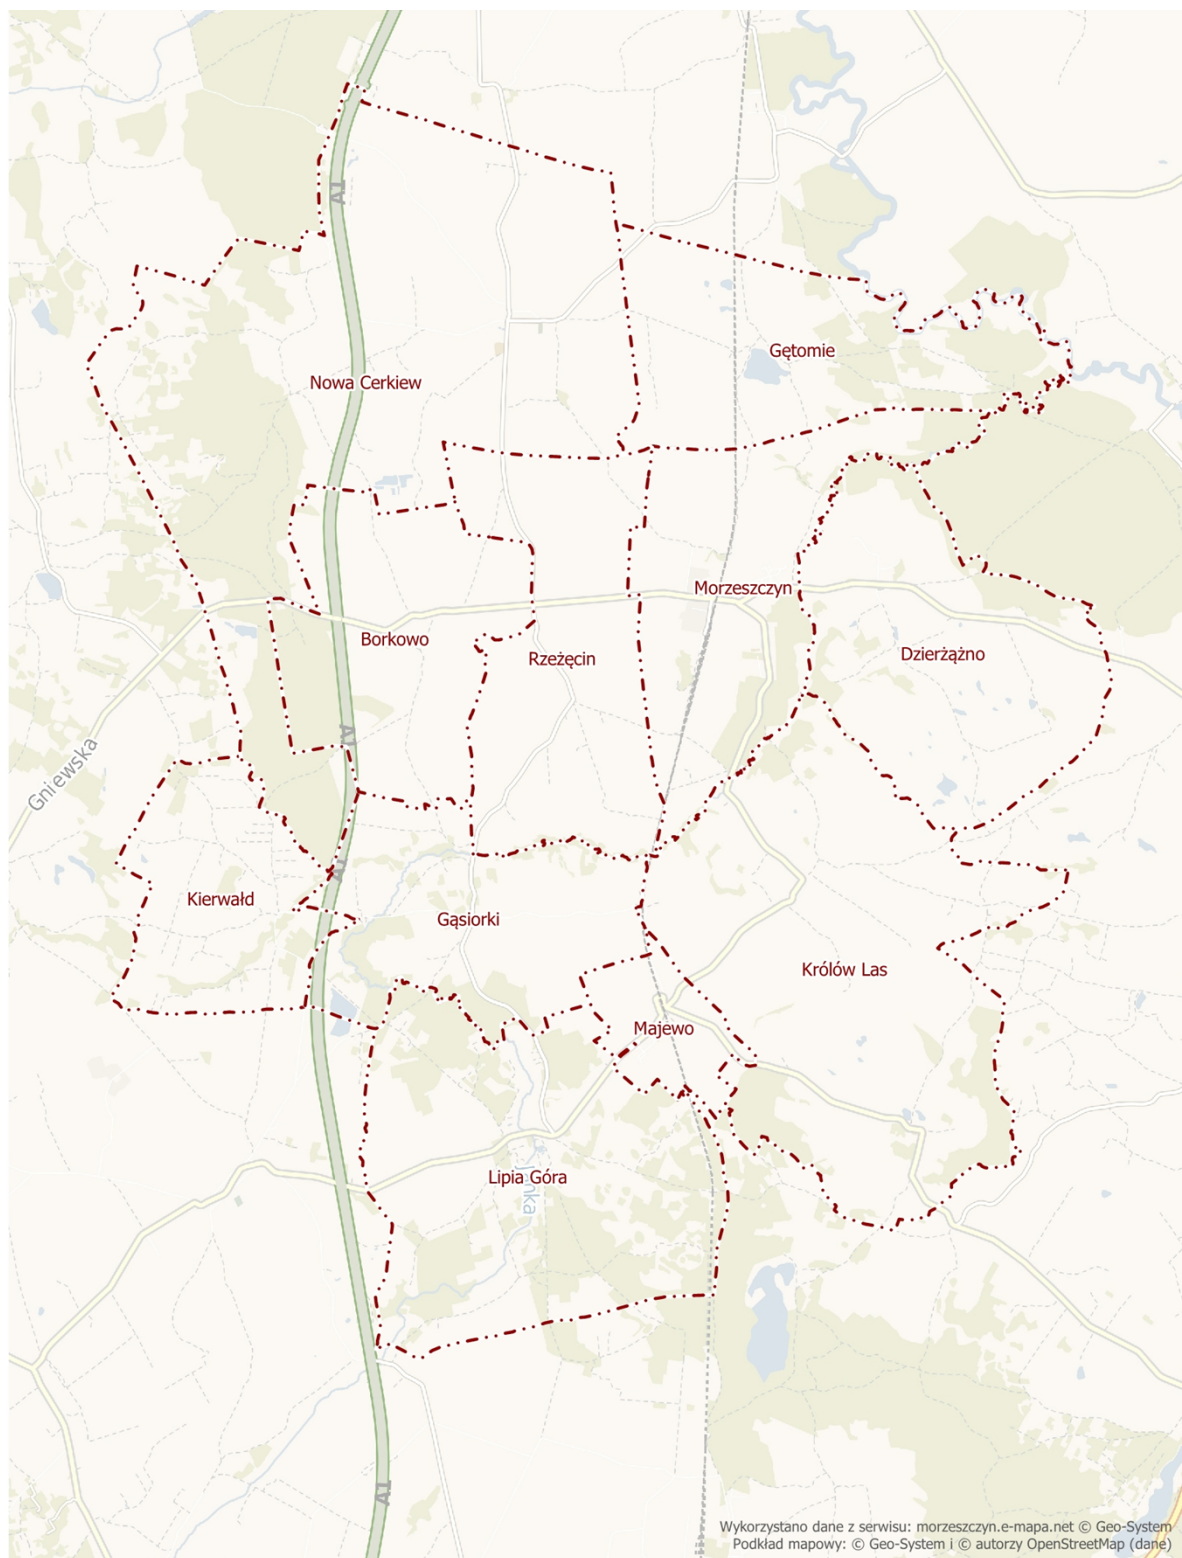 A1
Gętomie
Nowa Cerkiew
Morzeszczyn
Borkowo
Rzeżęcin
Dzierżążno
A1
Gniewska
A1
Kierwałd
Gąsiorki
Królów Las
Majewo
Lipia Góra
Janka
A1
Wykorzystano dane z serwisu: morzeszczyn.e-mapa.net © Geo-System
Podkład mapowy: © Geo-System i © autorzy OpenStreetMap (dane)